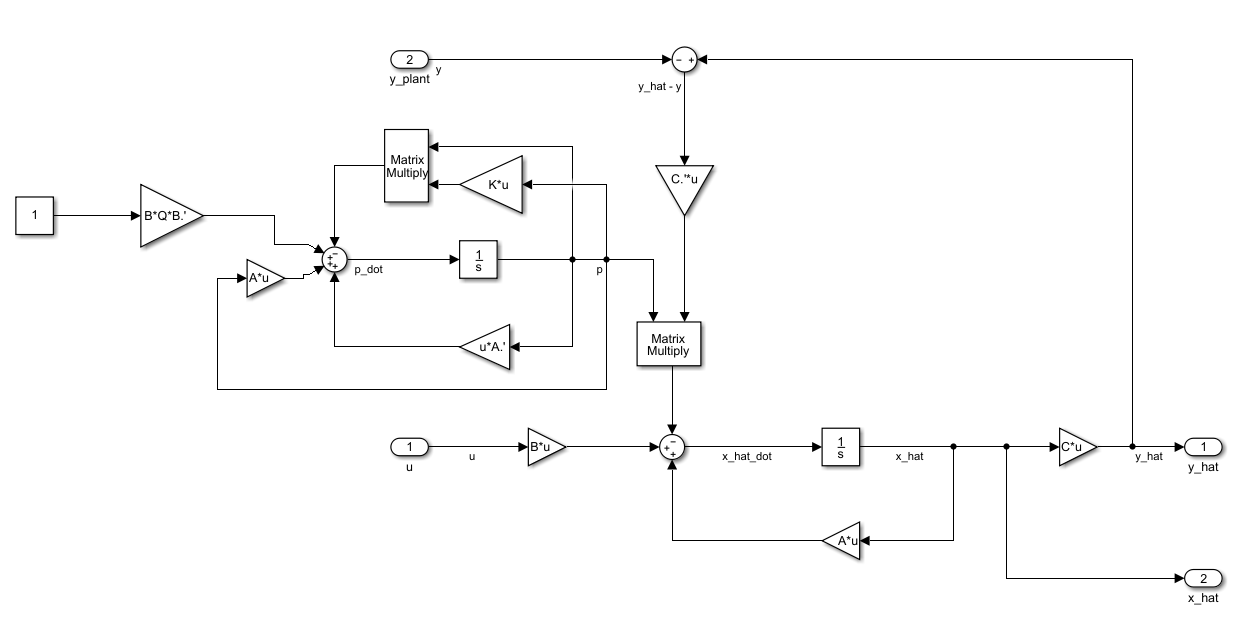 2
y_plant
y
− +
y_hat - y
Matrix
Multiply
K*u
C.'*u
1
B*Q*B.'
A*u
−
+
+
+
p_dot
1
s
p
u*A.'
Matrix
Multiply
1
u
u
B*u
−
+
+
x_hat_dot
1
s
x_hat
C*u
y_hat
1
y_hat
A*u
2
x_hat